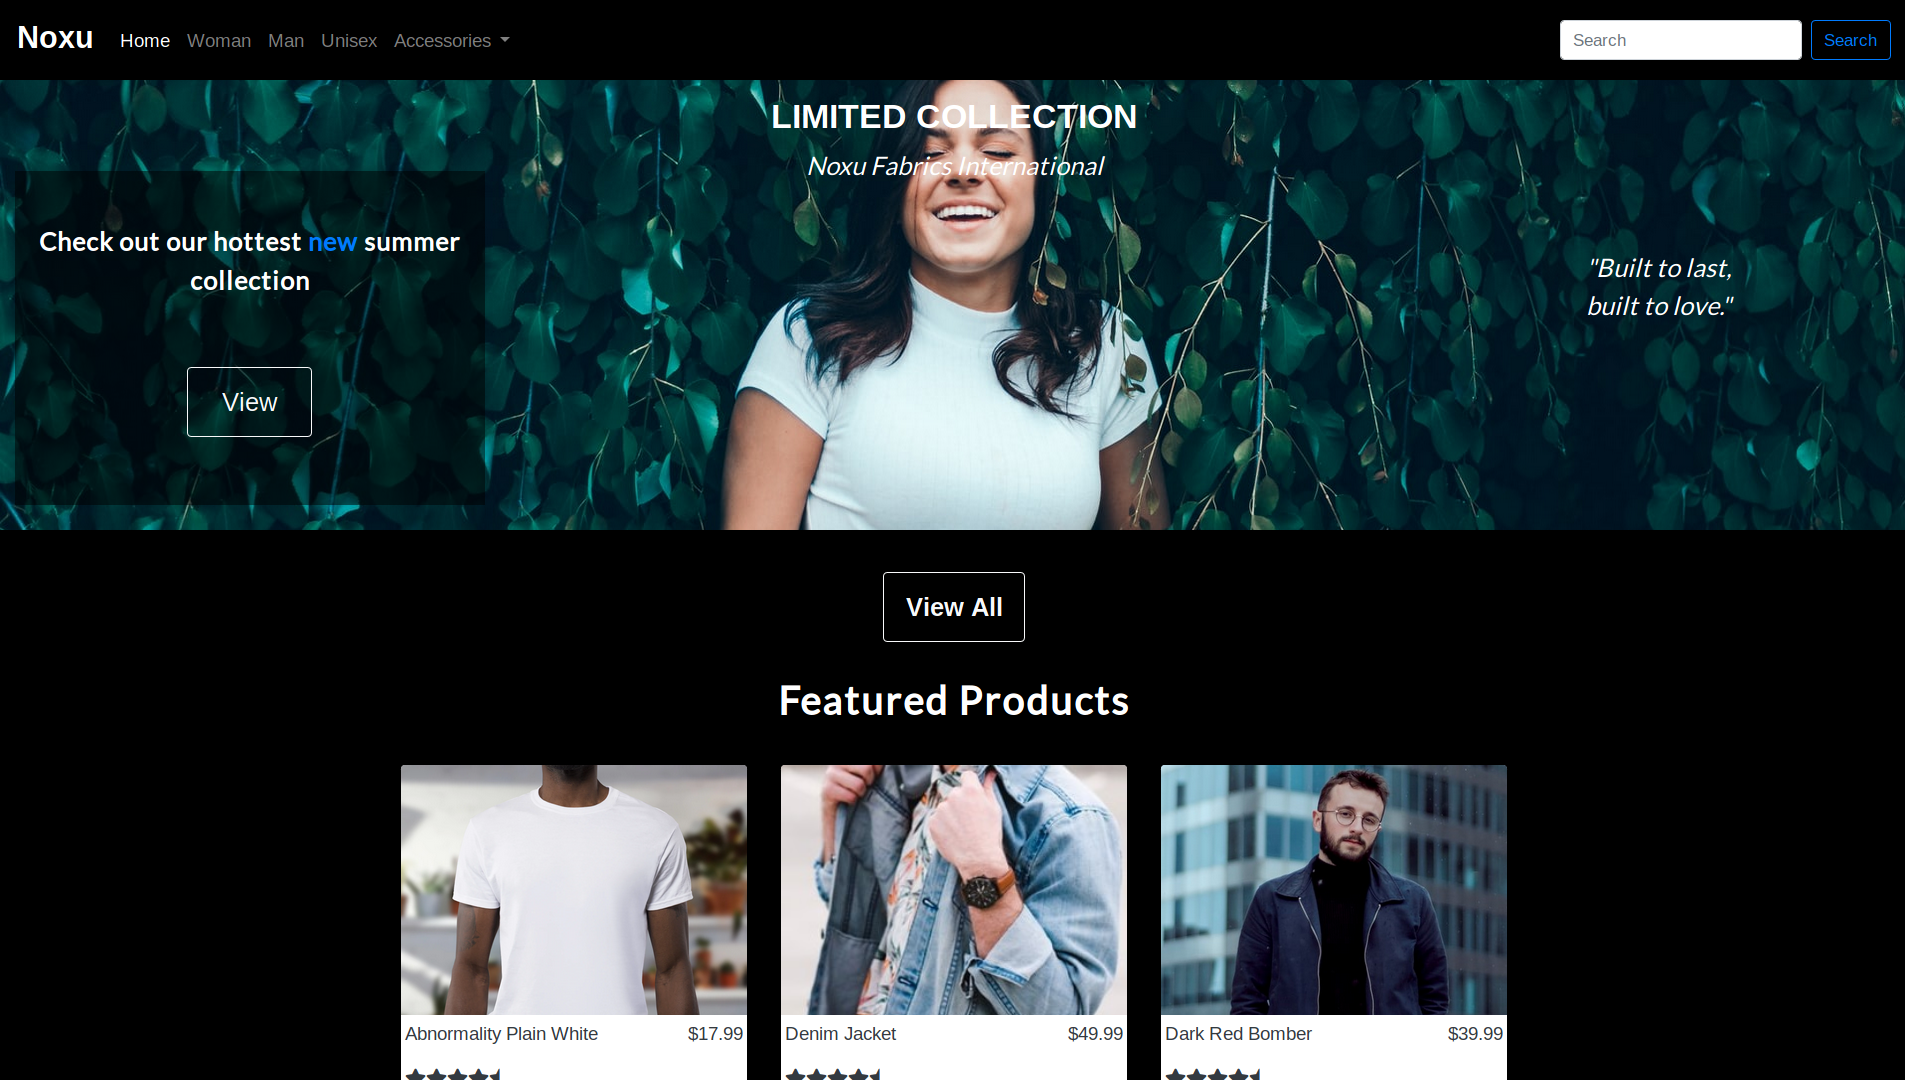 Noxu
Home Woman Man Unisex Accessories
Search
Search
LIMITED COLLECTION
Noxu Fabrics International
Check out our hottest new summer
collection
View
"Built to last,
built to love."
View All
Featured Products
Abnormality Plain White $17.99
Denim Jacket $49.99
Dark Red Bomber $39.99